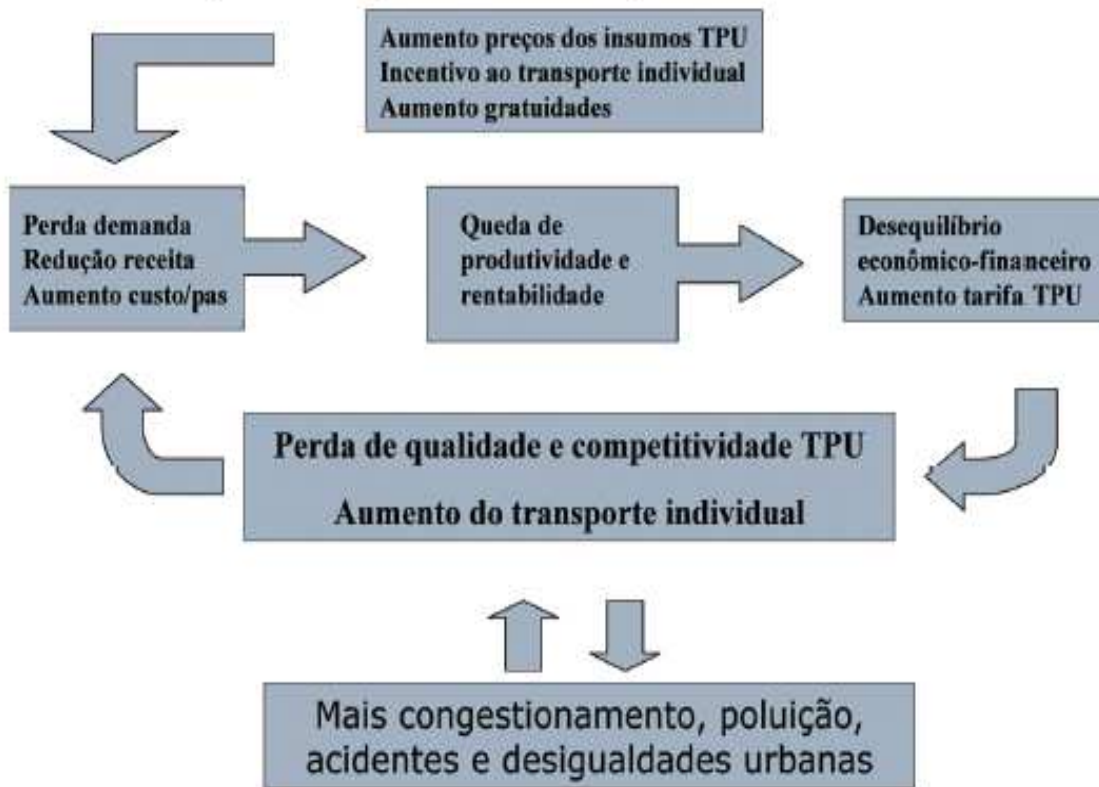 Aumento preços dos insumos TPU
Incentivo ao transporte individual
Aumento gratuidades
Perda demanda
Redução receita
Aumento custo/pas
Queda de
produtividade e
rentabilidade
Desequilíbrio
econômico-financeiro
Aumento tarifa TPU
Perda de qualidade e competitividade TPU
Aumento do transporte individual
Mais congestionamento, poluição,
acidentes e desigualdades urbanas